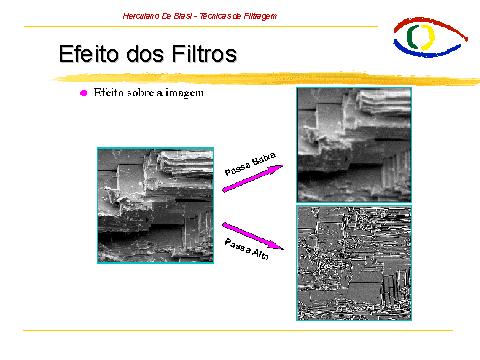 Herculano De Biasi - Técnicas de Filtragem
Efeito dos Filtros
Efeito sobre a imagem
Passa Baixa
Passa Alta